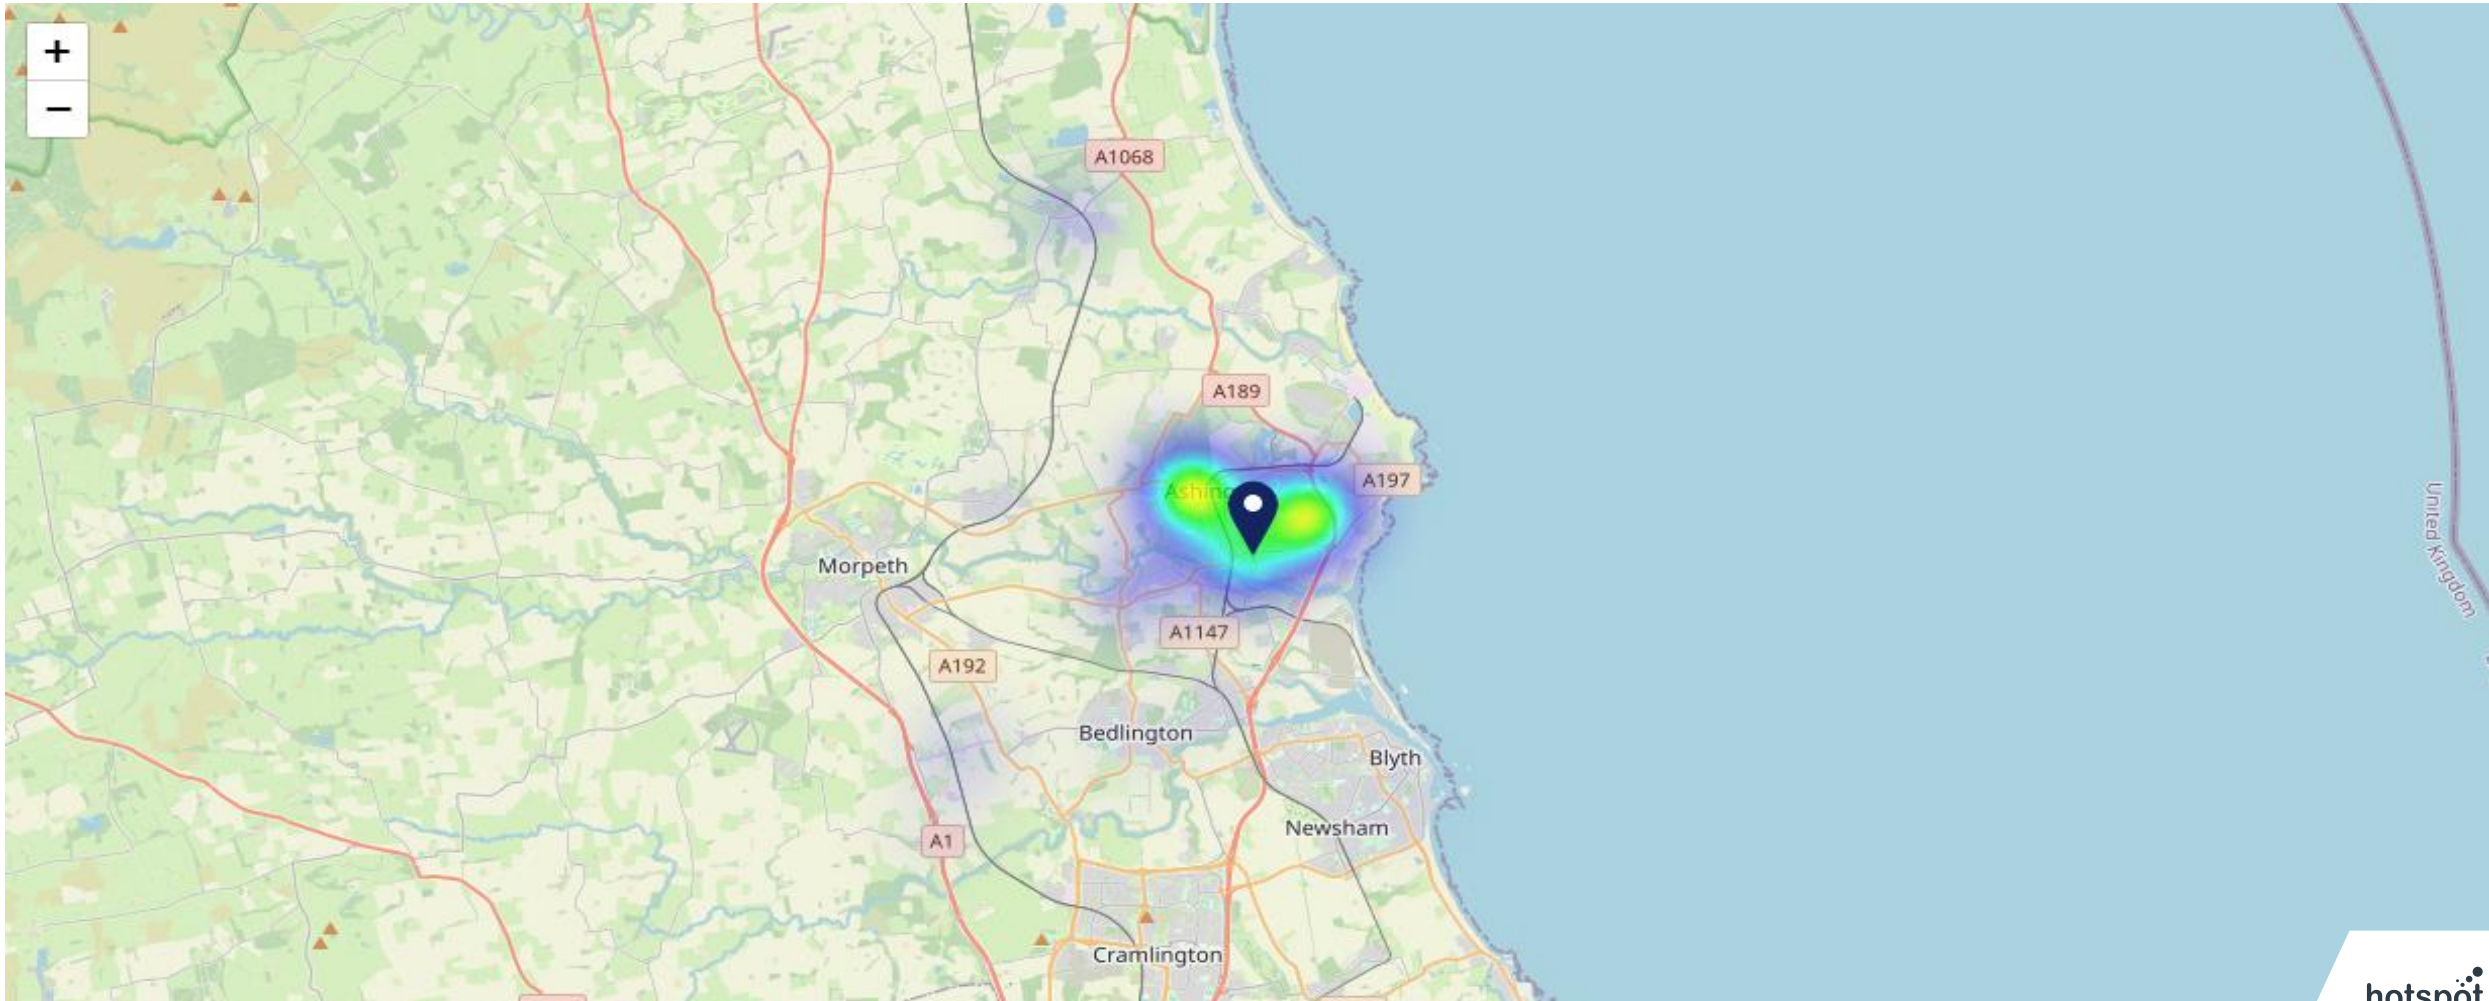 +
−
A1068
A189
Ashing
A197
Morpeth
A1147
A192
Bedlington
Blyth
Newsham
A1
Cramlington
United Kingdom
hotspot